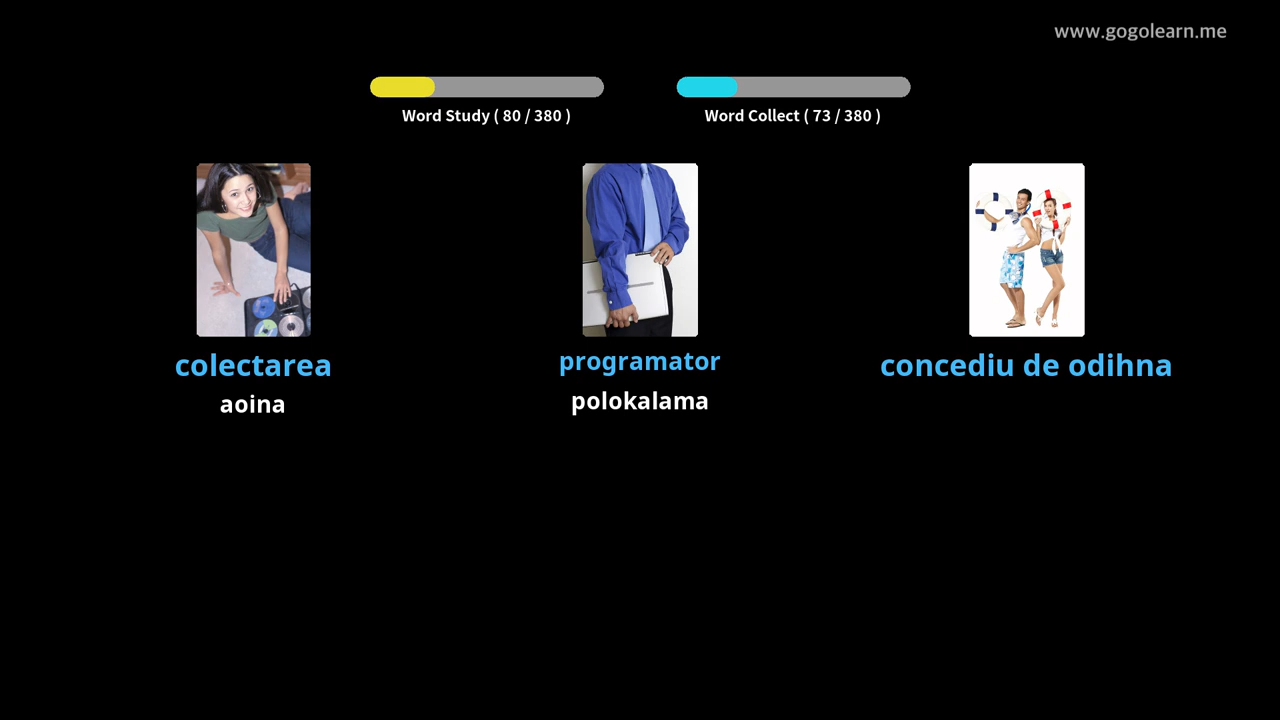 www.gogolearn.me
Word Study ( 80 / 380 )
Word Collect ( 73 / 380 )
colectarea
aoina
programator
polokalama
concediu de odihna